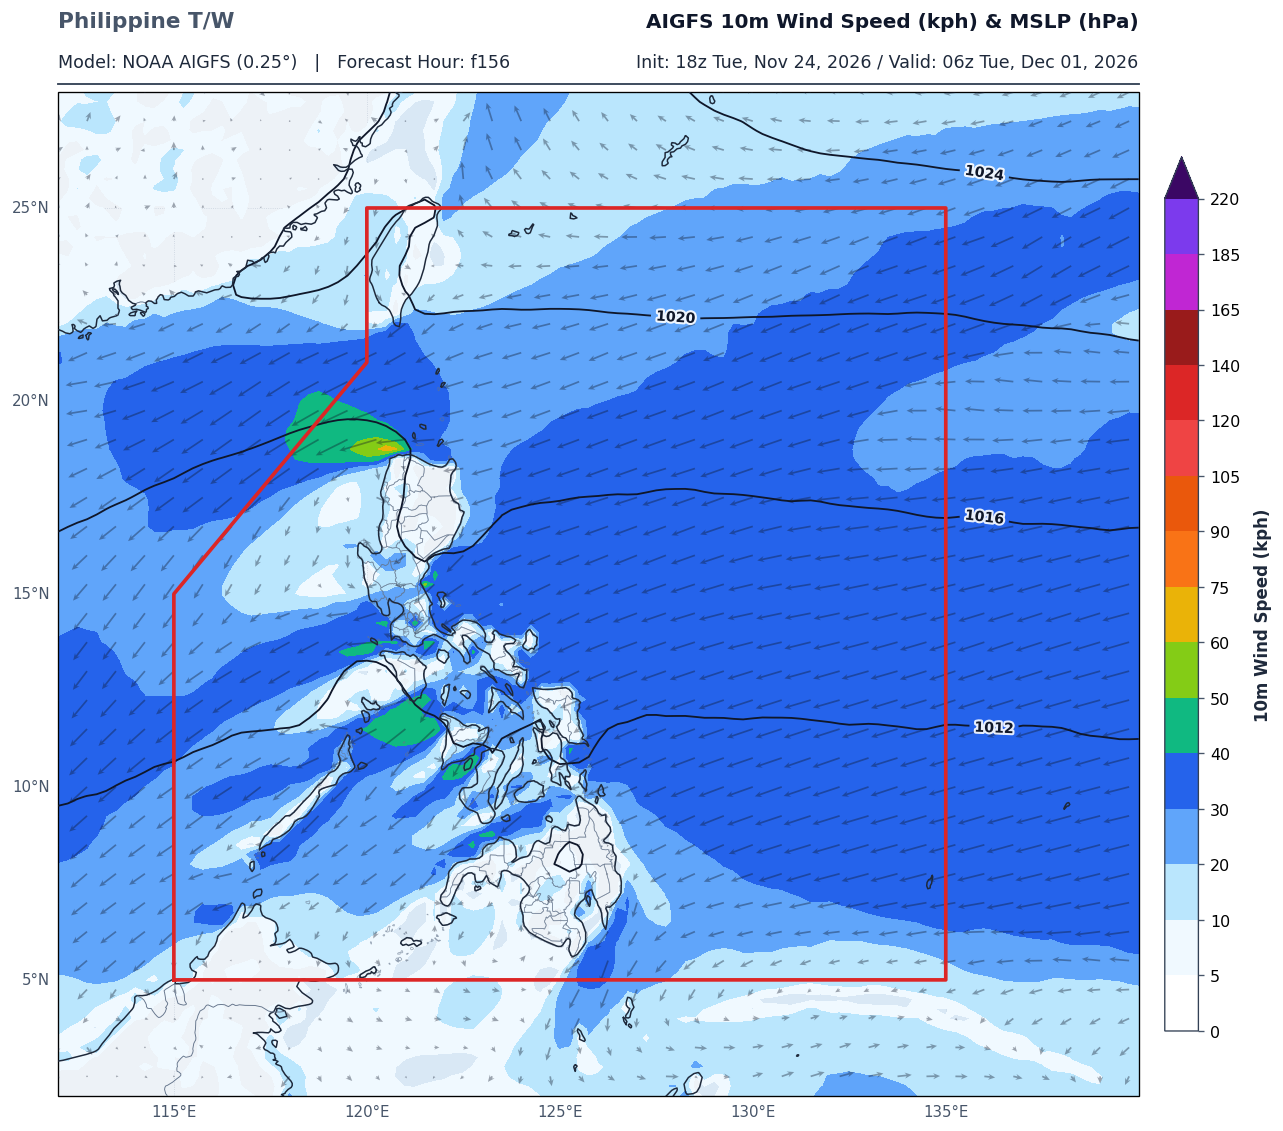 Philippine T/W
AIGFS 10m Wind Speed (kph) & MSLP (hPa)
Model: NOAA AIGFS (0.25°)   |   Forecast Hour: f156
Init: 18z Tue, Nov 24, 2026 / Valid: 06z Tue, Dec 01, 2026
25°N
20°N
15°N
10°N
5°N
115°E
120°E
125°E
130°E
135°E
1024
1020
1016
1012
220
185
165
140
120
105
90
75
60
50
40
30
20
10
5
0
10m Wind Speed (kph)